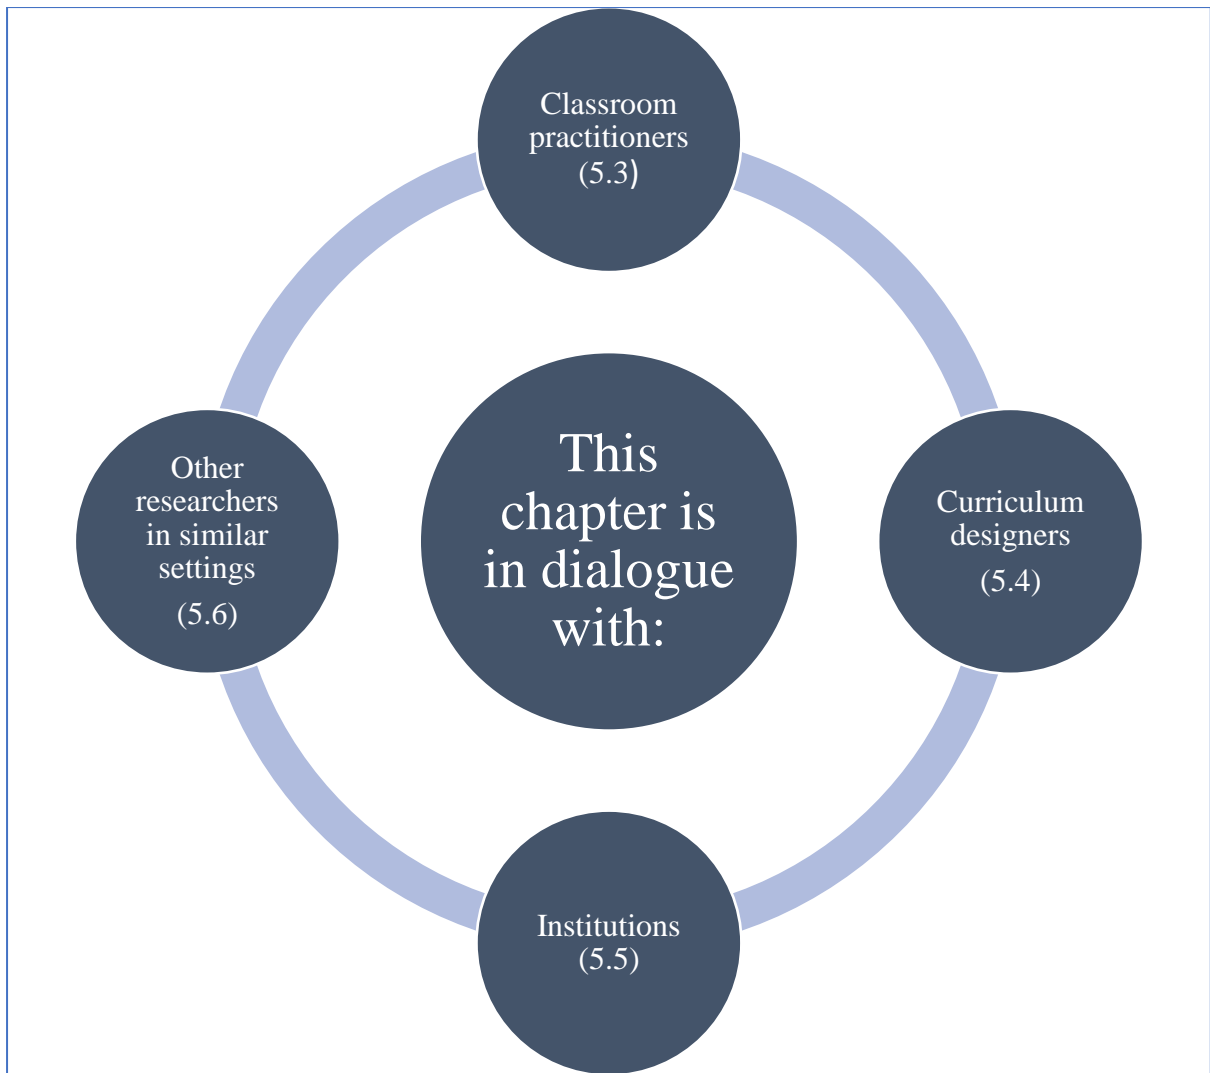 Classroom
practitioners
(5.3)
This
chapter is
in dialogue
with:
Other
researchers
in similar
settings
(5.6)
Curriculum
designers
(5.4)
Institutions
(5.5)